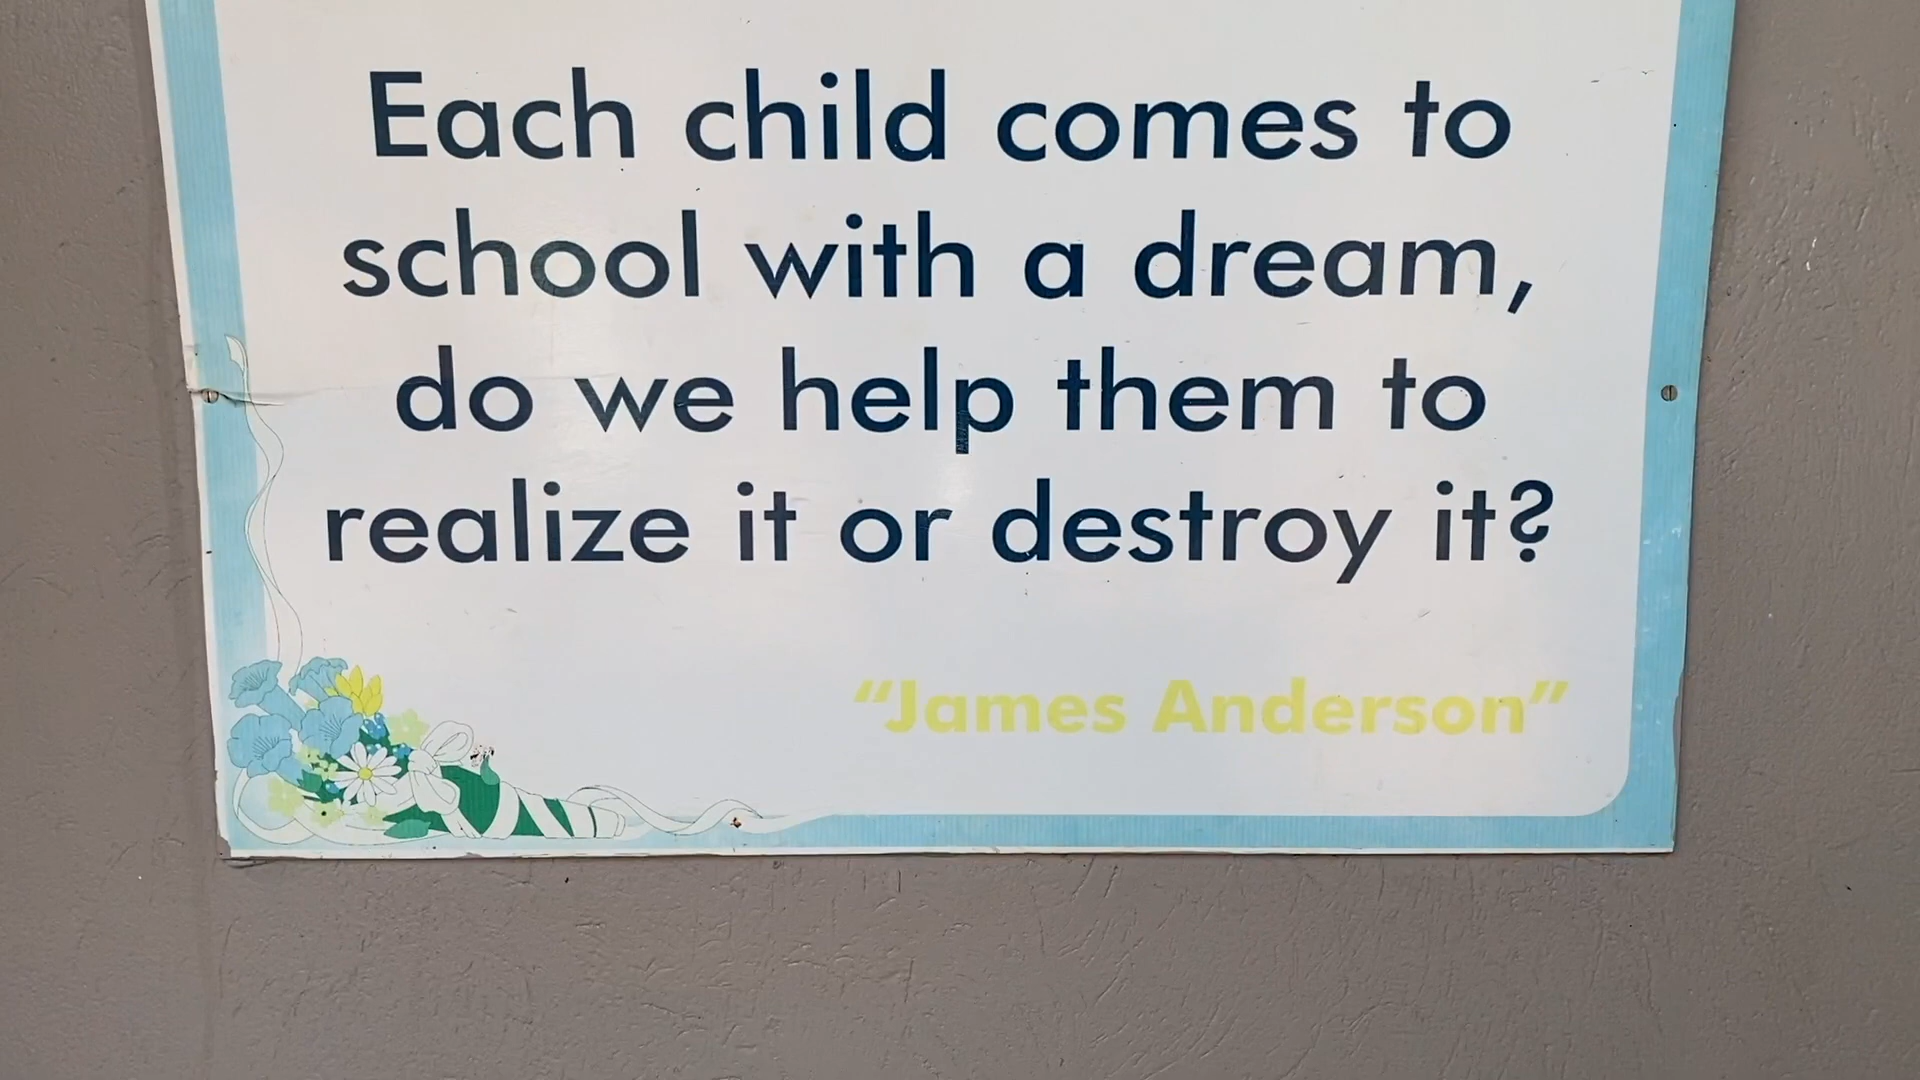 Each child comes to
school with a dream,
do we help them to
realize it or destroy it?
“James Anderson”